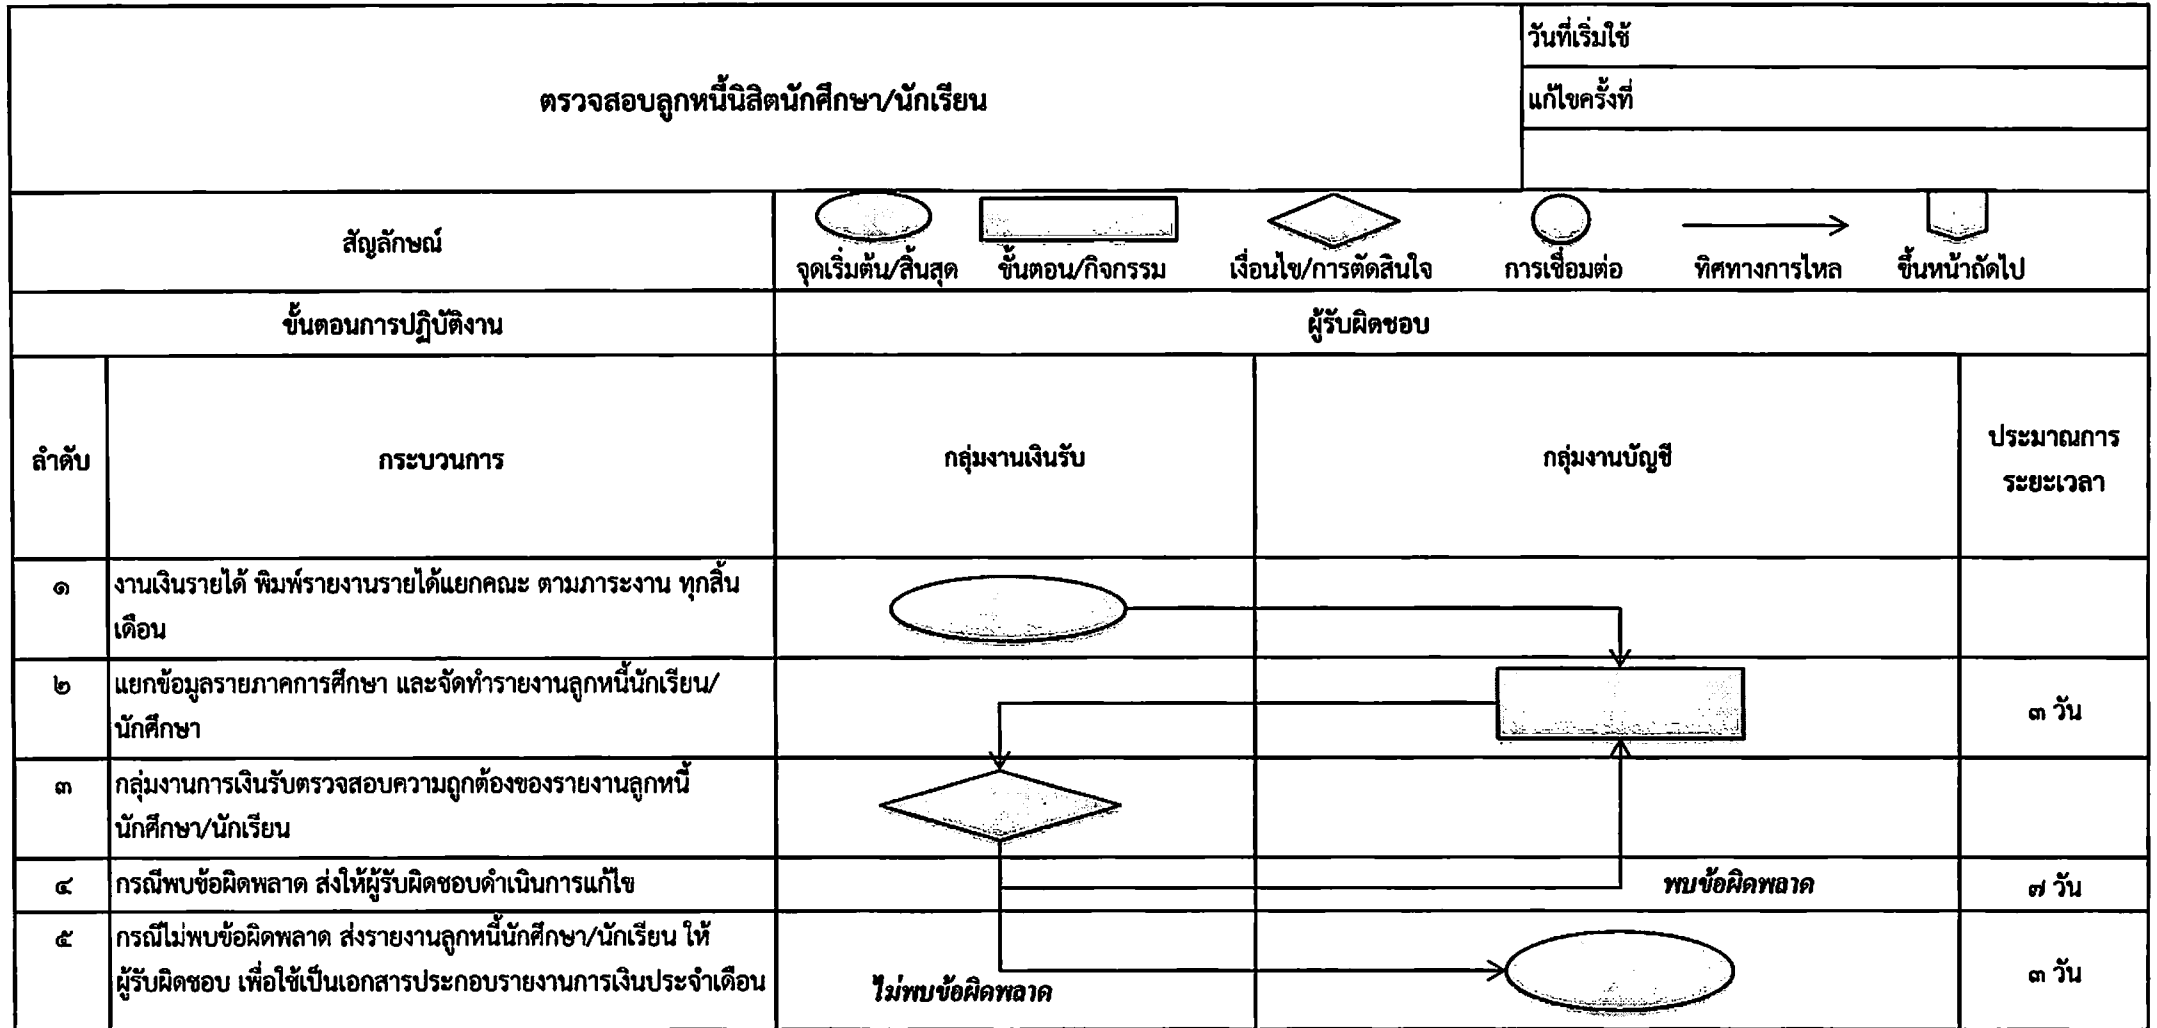 ตรวจสอบลูกหนี้นิสิตนักศึกษา/นักเรียน
วันที่เริ่มใช้
แก้ไขครั้งที่
สัญลักษณ์
จุดเริ่มต้น/สิ้นสุด
ขั้นตอน/กิจกรรม
เงื่อนไข/การตัดสินใจ
การเชื่อมต่อ
ทิศทางการไหล
ขึ้นหน้าถัดไป
ขั้นตอนการปฏิบัติงาน
ผู้รับผิดชอบ
ลำดับ
กระบวนการ
กลุ่มงานเงินรับ
กลุ่มงานบัญชี
ประมาณการ
ระยะเวลา
๑
งานเงินรายได้ พิมพ์รายงานรายได้แยกคณะ ตามภาระงาน ทุกสิ้น
เดือน
๒
แยกข้อมูลรายภาคการศึกษา และจัดทำรายงานลูกหนี้นักเรียน/
นักศึกษา
๓ วัน
๓
กลุ่มงานการเงินรับตรวจสอบความถูกต้องของรายงานลูกหนี้
นักศึกษา/นักเรียน
๔
กรณีพบข้อผิดพลาด ส่งให้ผู้รับผิดชอบดำเนินการแก้ไข
พบข้อผิดพลาด
๗ วัน
๕
กรณีไม่พบข้อผิดพลาด ส่งรายงานลูกหนี้นักศึกษา/นักเรียน ให้
ผู้รับผิดชอบ เพื่อใช้เป็นเอกสารประกอบรายงานการเงินประจำเดือน
ไม่พบข้อผิดพลาด
๓ วัน